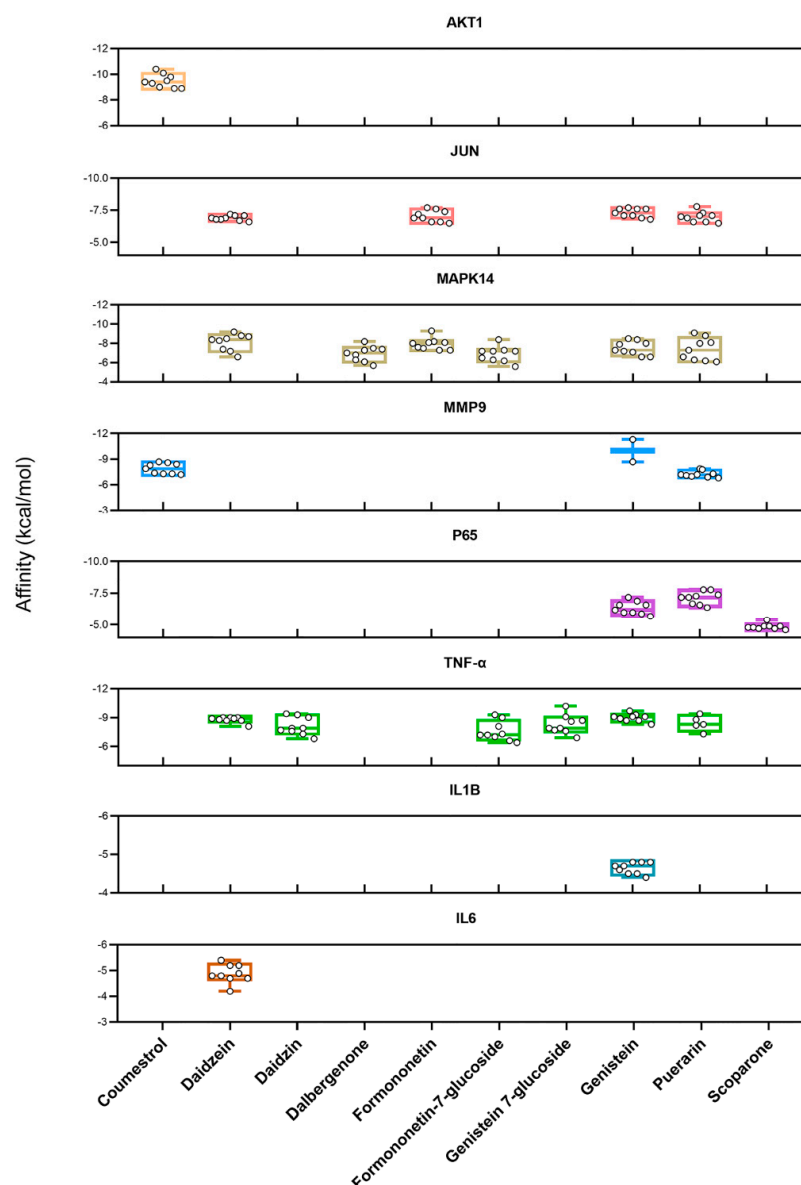 AKT1
-12
-10
-8
-6
JUN
-10.0
-7.5
-5.0
MAPK14
-12
-10
-8
-6
-4
MMP9
-12
-9
-6
-3
P65
-10.0
-7.5
-5.0
TNF-α
-12
-9
-6
IL1B
-6
-5
-4
IL6
-6
-5
-4
-3
Affinity (kcal/mol)
Coumestrol
Daidzein
Daidzin
Dalbergenone
Formononetin
Formononetin-7-glucoside
Genistein 7-glucoside
Genistein
Puerarin
Scoparone